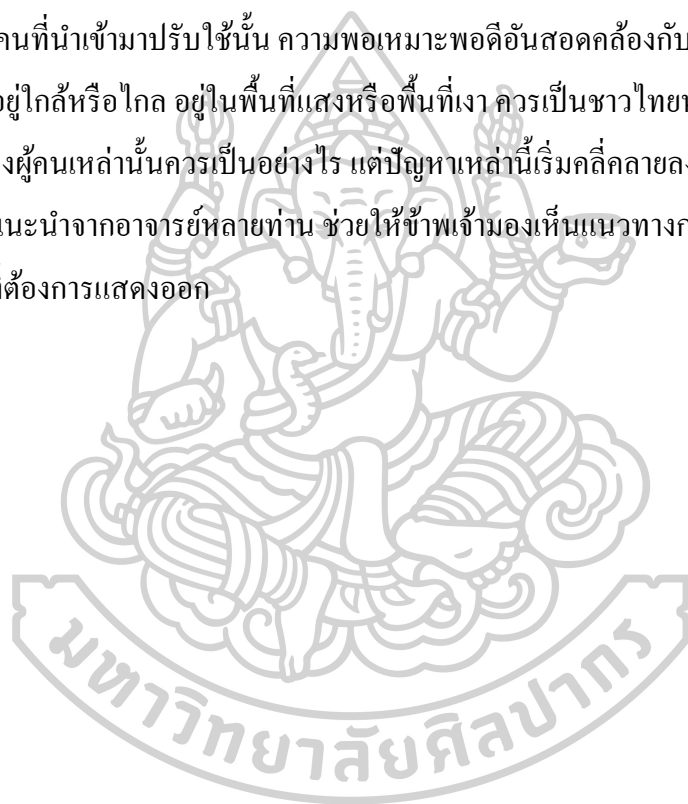 คนที่นำเข้ามาปรับใช้นั้น ความพอเหมาะพอดีอันสอดคล้องกับ
อยู่ใกล้หรือไกล อยู่ในพื้นที่แสงหรือพื้นที่เงา ควรเป็นชาวไทย
งผู้คนเหล่านั้นควรเป็นอย่างไร แต่ปัญหาเหล่านี้เริ่มคลี่คลายลง
แนะนำจากอาจารย์หลายท่าน ช่วยให้ข้าพเจ้ามองเห็นแนวทางก
ที่ต้องการแสดงออก
มหาวิทยาลัยศิลปากร